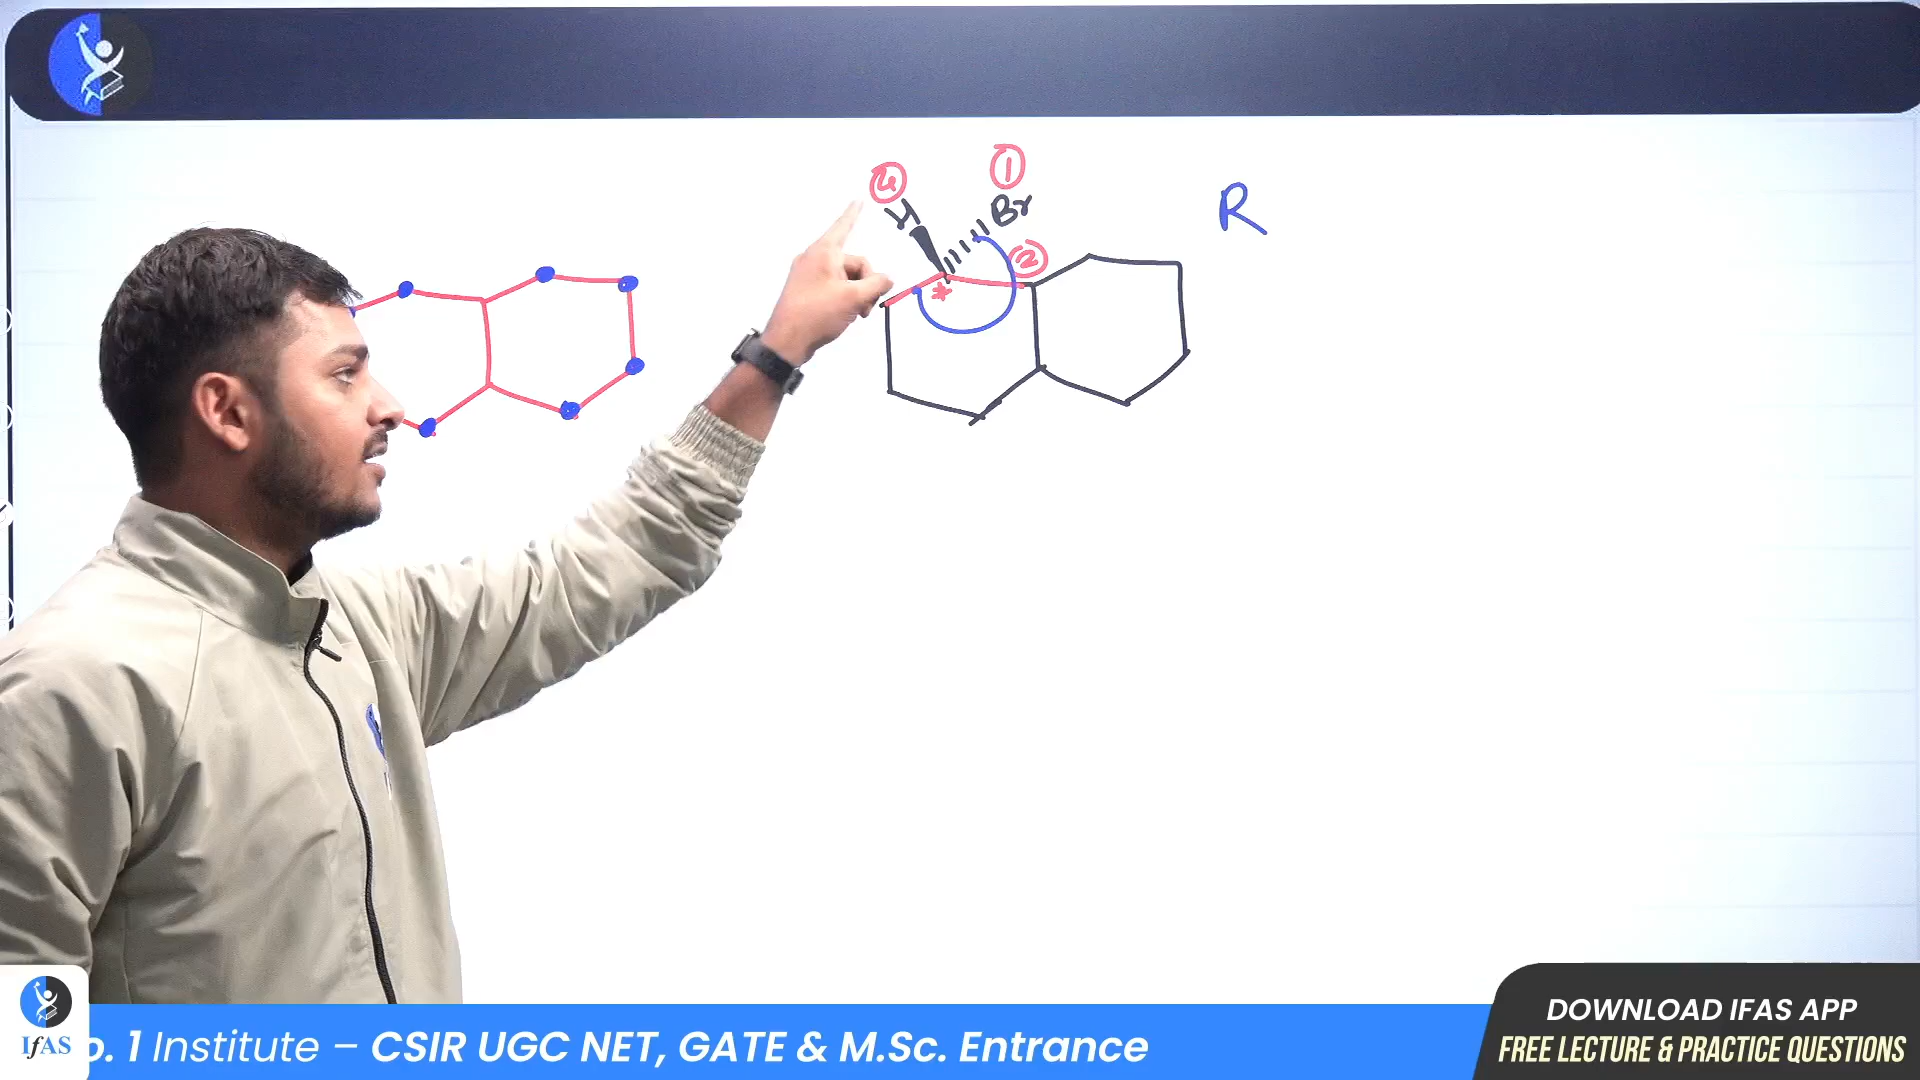 4 1
H Br R
2
*
IfAS
o. 1 Institute – CSIR UGC NET, GATE & M.Sc. Entrance
DOWNLOAD IFAS APP
FREE LECTURE & PRACTICE QUESTIONS